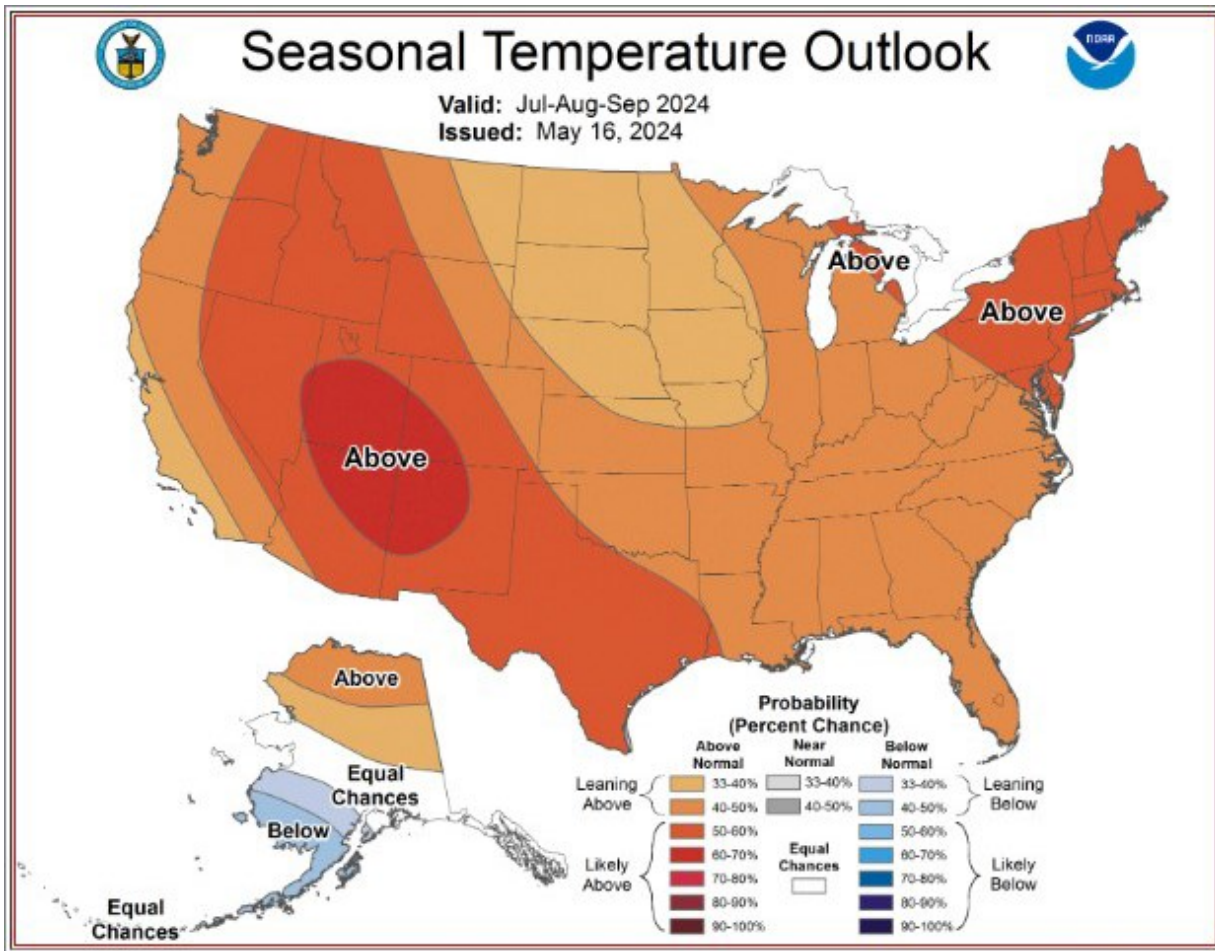 Seasonal Temperature Outlook
NOAA
Valid: Jul-Aug-Sep 2024
Issued: May 16, 2024
Above
Above
Above
Above
Equal
Chances
Below
Equal
Chances
Probability
(Percent Chance)
Above
Normal
Near
Normal
Below
Normal
Leaning
Above
33-40%
33-40%
33-40%
Leaning
Below
40-50%
40-50%
40-50%
Likely
Above
50-60%
60-70%
70-80%
80-90%
90-100%
Equal
Chances
50-60%
60-70%
70-80%
80-90%
90-100%
Likely
Below